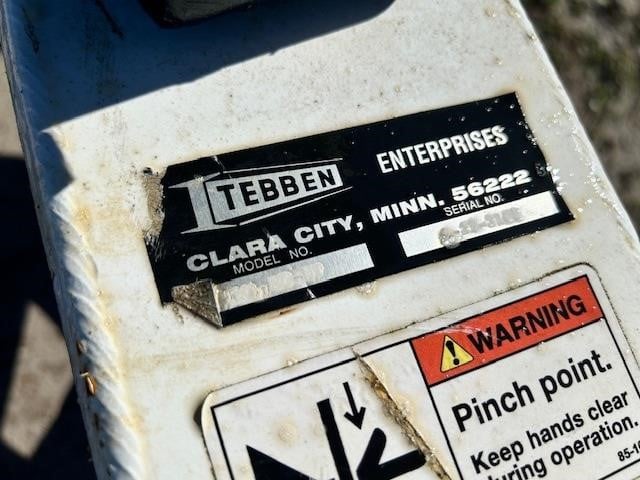 TEBBEN ENTERPRISES
CLARA CITY, MINN. 56222
MODEL NO. SERIAL NO.
WARNING
Pinch point.
Keep hands clear
during operation.